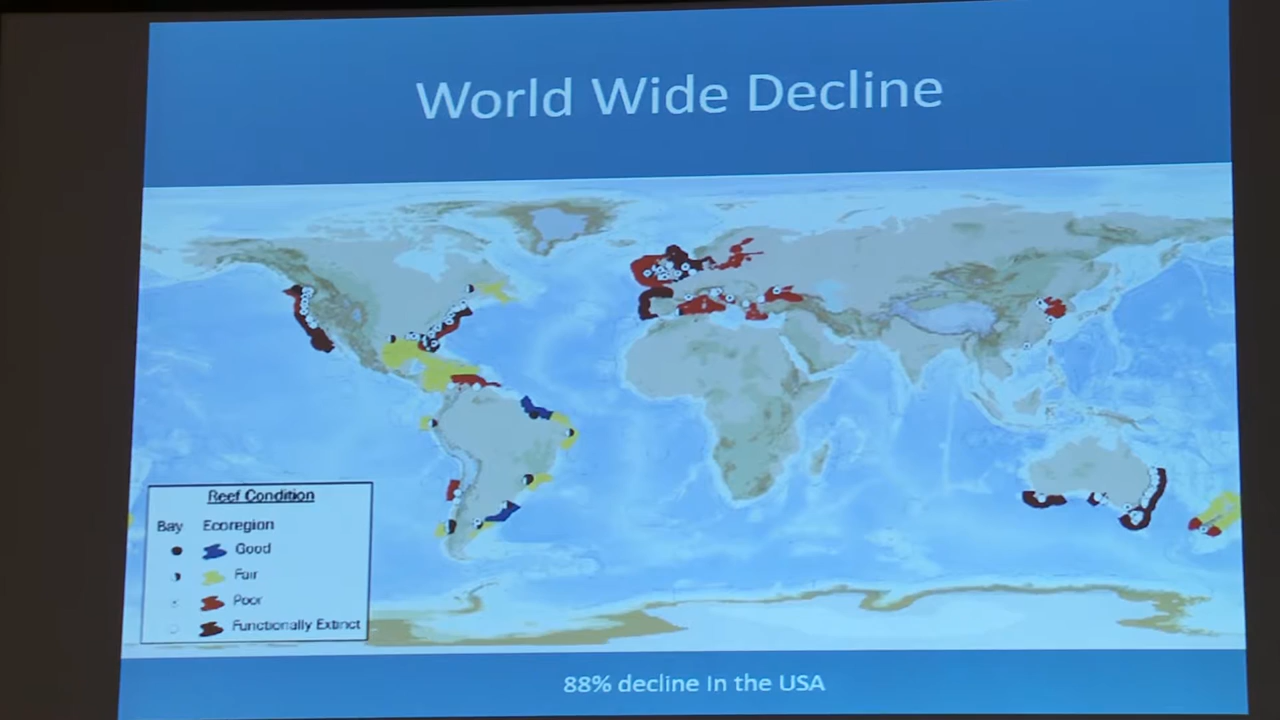 World Wide Decline
Reef Condition
Bay Ecoregion
Good
Fair
Poor
Functionally Extinct
88% decline in the USA